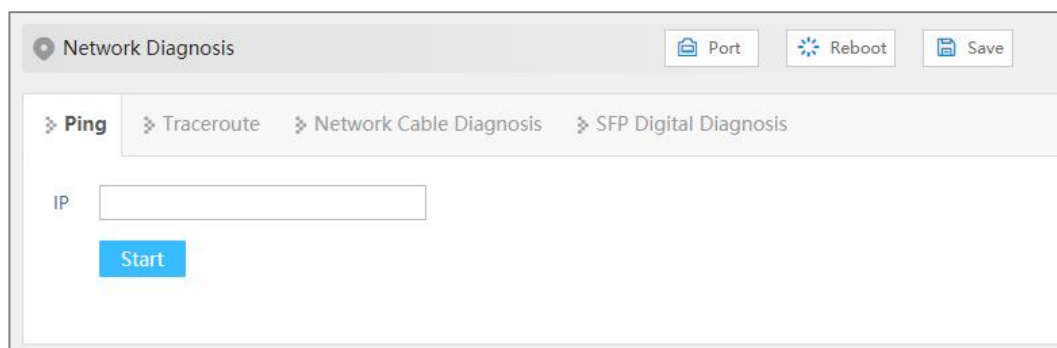 Network Diagnosis Port Reboot Save
Ping Traceroute Network Cable Diagnosis SFP Digital Diagnosis
IP
Start